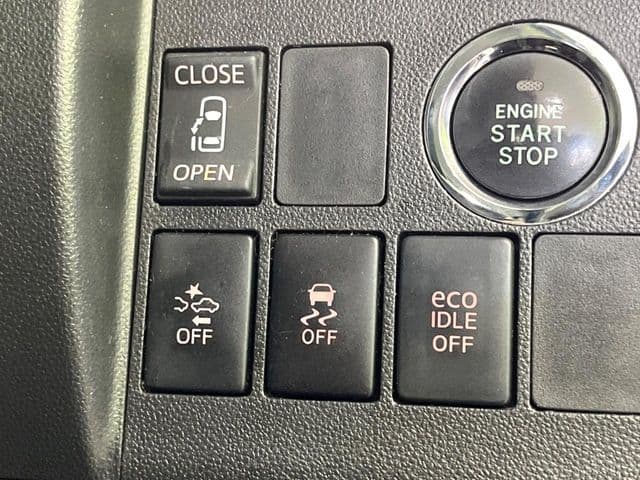 CLOSE
OPEN
ENGINE
START
STOP
OFF
OFF
eco
IDLE
OFF